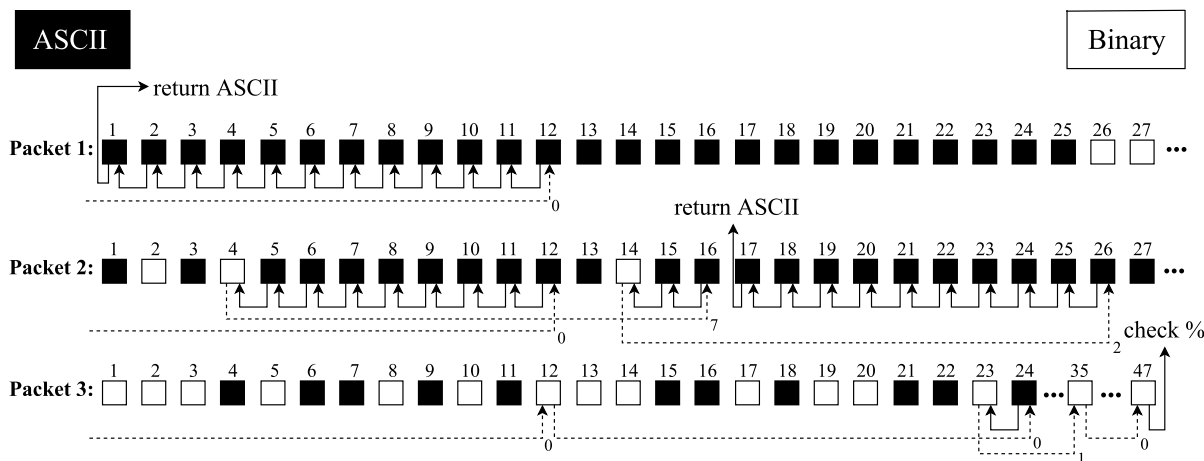 ASCII
Binary
return ASCII
1 2 3 4 5 6 7 8 9 10 11 12 13 14 15 16 17 18 19 20 21 22 23 24 25 26 27
Packet 1: •••
0
return ASCII
1 2 3 4 5 6 7 8 9 10 11 12 13 14 15 16 17 18 19 20 21 22 23 24 25 26 27
Packet 2: •••
7
0
2
check %
1 2 3 4 5 6 7 8 9 10 11 12 13 14 15 16 17 18 19 20 21 22 23 24 35 47
Packet 3: ••• •••
0 0 0
1